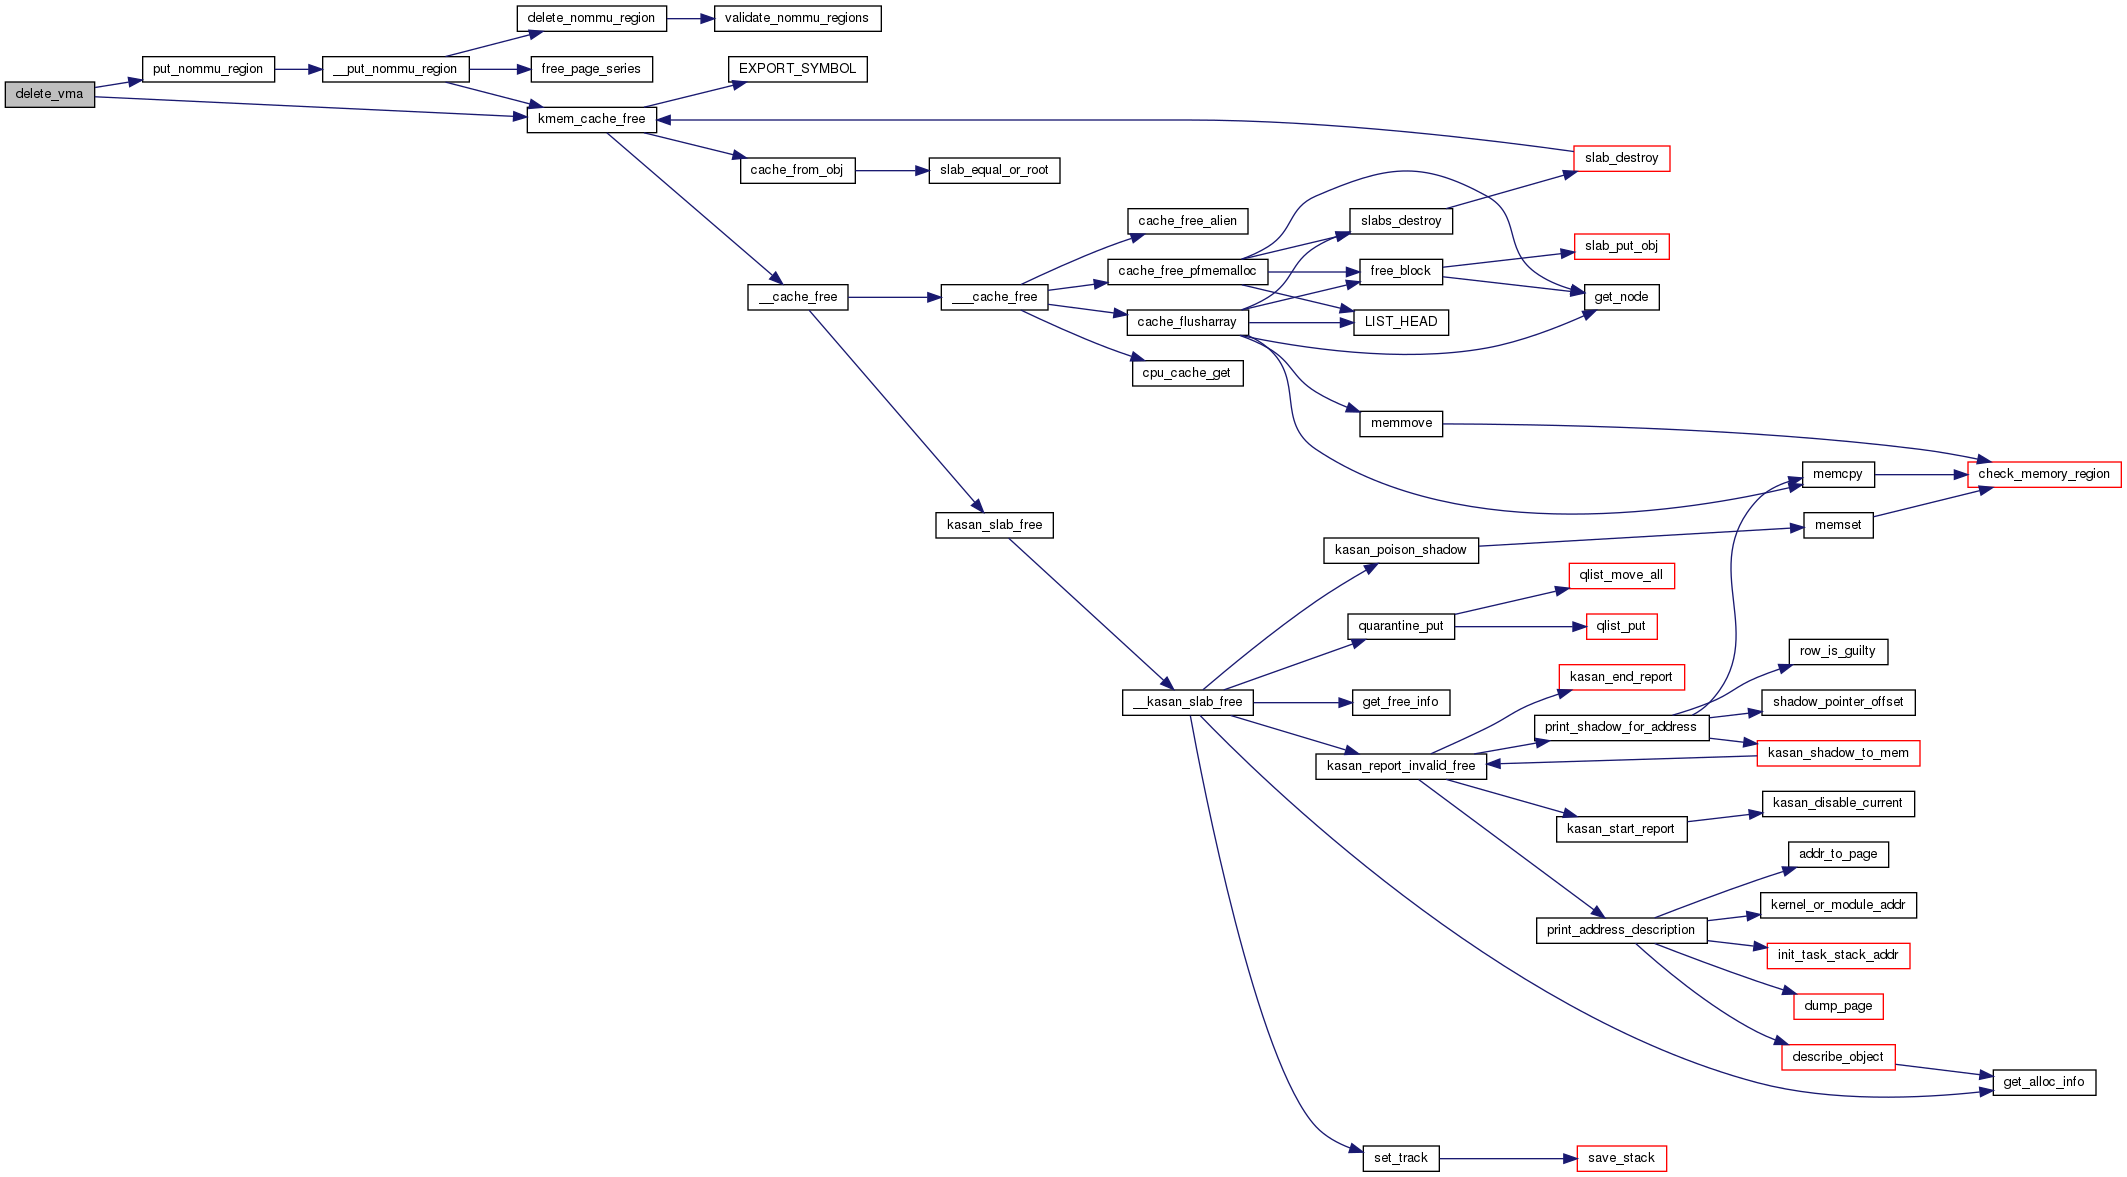 delete_nommu_region
validate_nommu_regions
put_nommu_region
__put_nommu_region
free_page_series
EXPORT_SYMBOL
delete_vma
kmem_cache_free
slab_destroy
cache_from_obj
slab_equal_or_root
cache_free_alien
slabs_destroy
slab_put_obj
cache_free_pfmemalloc
free_block
__cache_free
___cache_free
get_node
cache_flusharray
LIST_HEAD
cpu_cache_get
memmove
memcpy
check_memory_region
kasan_slab_free
memset
kasan_poison_shadow
qlist_move_all
quarantine_put
qlist_put
row_is_guilty
kasan_end_report
__kasan_slab_free
get_free_info
shadow_pointer_offset
print_shadow_for_address
kasan_shadow_to_mem
kasan_report_invalid_free
kasan_disable_current
kasan_start_report
addr_to_page
kernel_or_module_addr
print_address_description
init_task_stack_addr
dump_page
describe_object
get_alloc_info
set_track
save_stack